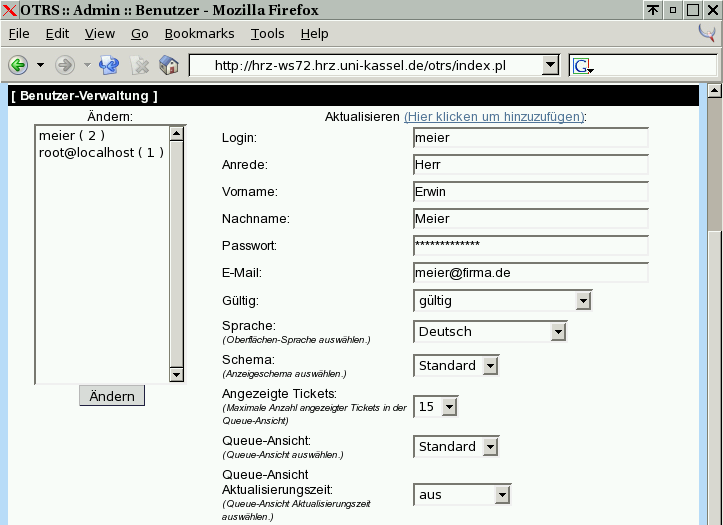 OTRS :: Admin :: Benutzer - Mozilla Firefox
File Edit View Go Bookmarks Tools Help
http://hrz-ws72.hrz.uni-kassel.de/otrs/index.pl
G
[ Benutzer-Verwaltung ]
Ändern:
meier ( 2 )
root@localhost ( 1 )
Ändern
Aktualisieren (Hier klicken um hinzuzufügen):
Login: meier
Anrede: Herr
Vorname: Erwin
Nachname: Meier
Passwort: *************
E-Mail: meier@firma.de
Gültig: gültig
Sprache: Deutsch
(Oberflächen-Sprache auswählen.)
Schema: Standard
(Anzeigeschema auswählen.)
Angezeigte Tickets: 15
(Maximale Anzahl angezeigter Tickets in der
Queue-Ansicht)
Queue-Ansicht: Standard
(Queue-Ansicht auswählen.)
Queue-Ansicht
Aktualisierungszeit: aus
(Queue-Ansicht Aktualisierungszeit
auswählen.)